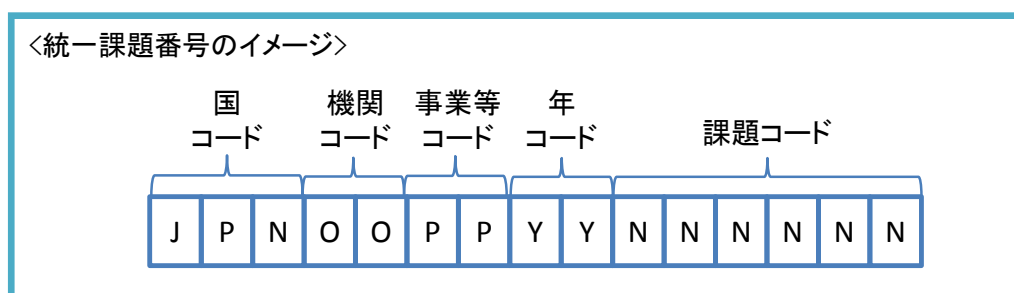 <統一課題番号のイメージ>
国 機関 事業等 年
コード コード コード コード 課題コード
J P N O O P P Y Y N N N N N N